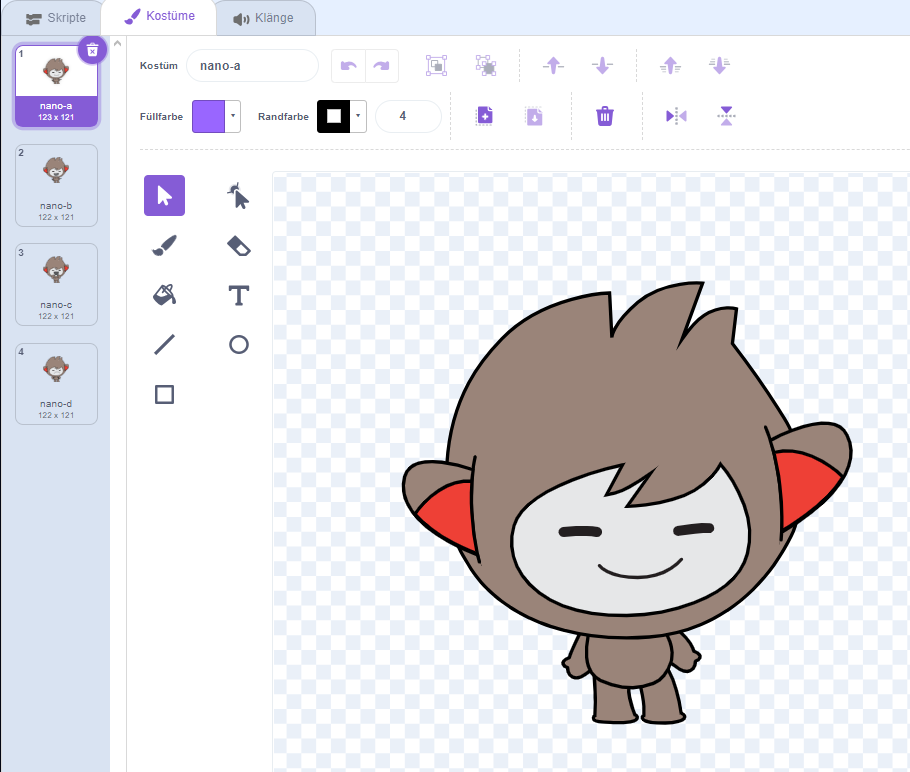 Skripte
Kostüme
Klänge
1
nano-a
123 x 121
2
nano-b
122 x 121
3
nano-c
122 x 121
4
nano-d
122 x 121
Kostüm
nano-a
Füllfarbe
Randfarbe
4
T